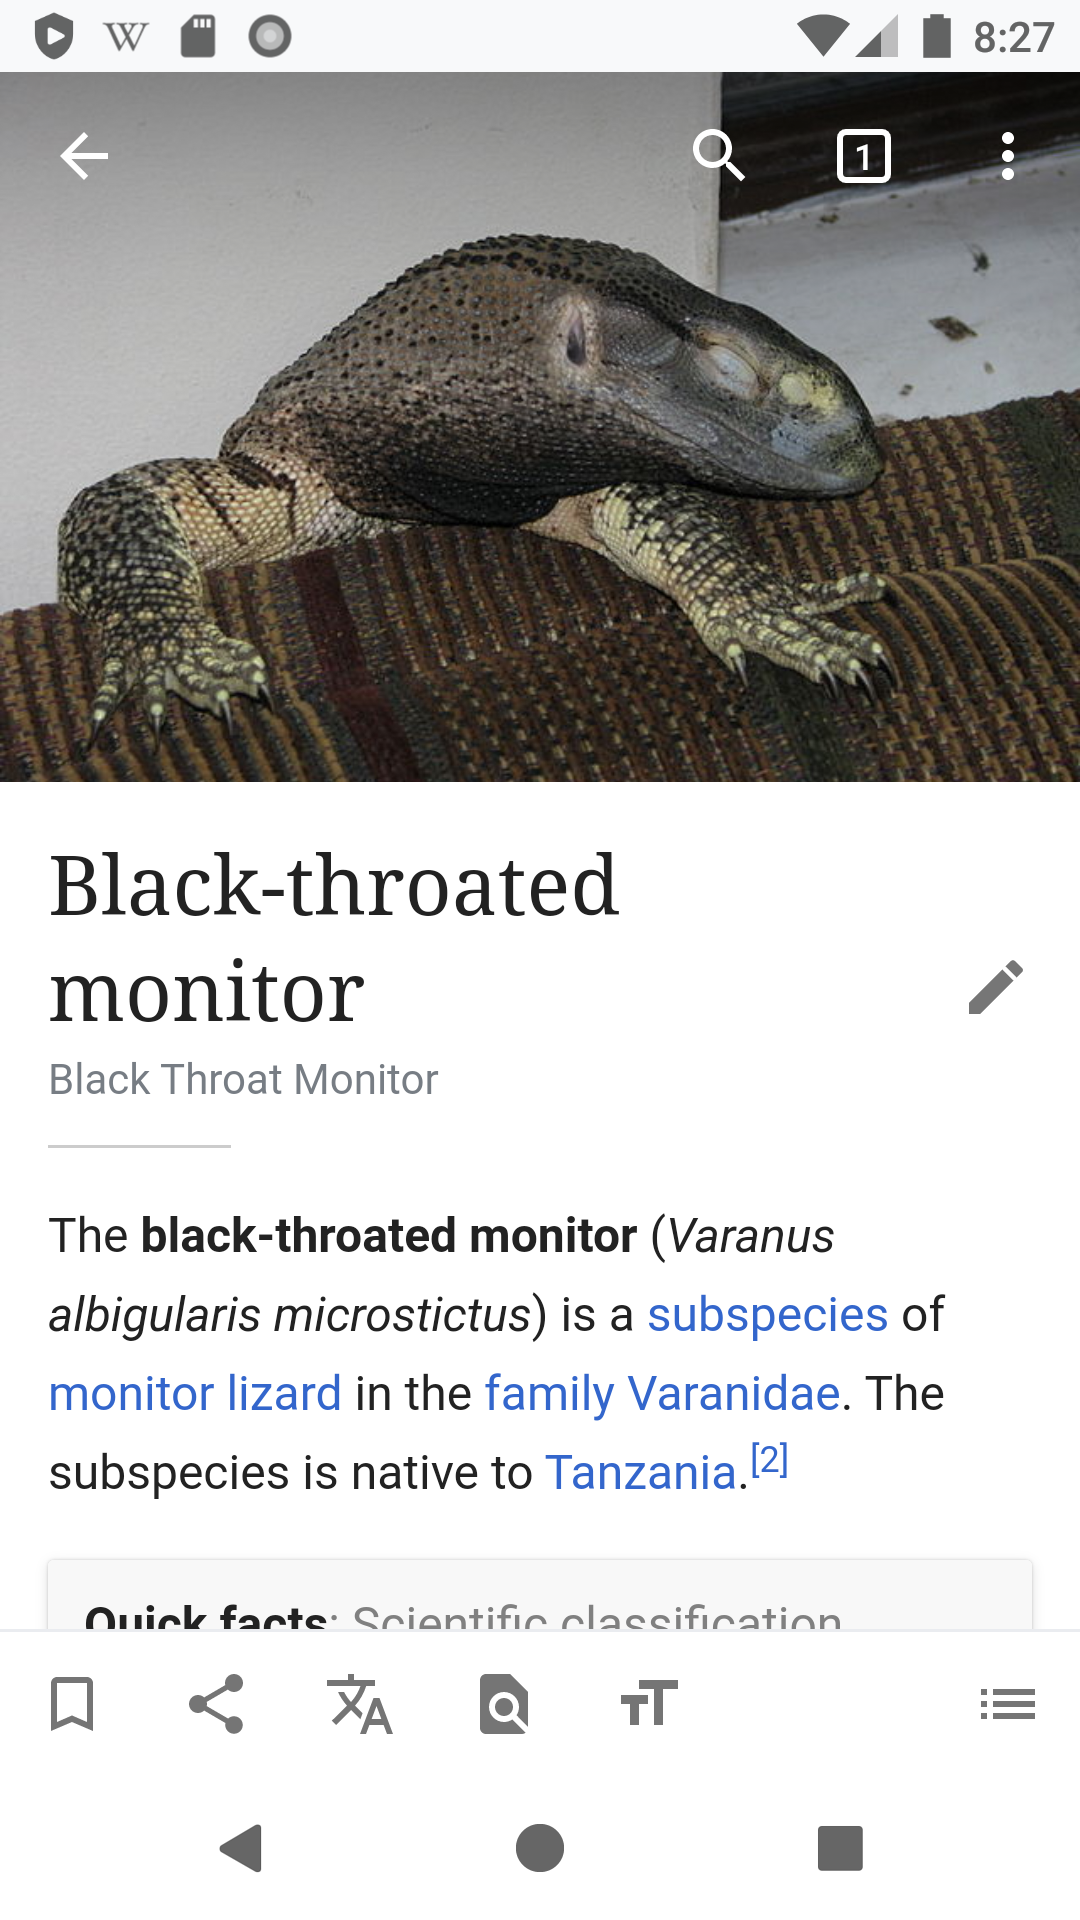 8:27
1
Black-throated
monitor
Black Throat Monitor
The black-throated monitor (Varanus
albigularis microstictus) is a subspecies of
monitor lizard in the family Varanidae. The
subspecies is native to Tanzania.[2]
Quick facts: Scientific classification